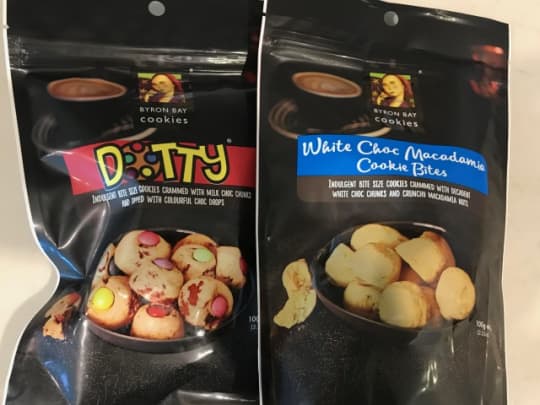 BYRON BAY
cookies
DOTTY
INDULGENT BITE SIZE COOKIES CRAMMED WITH MILK CHOC CHUNKS
AND DIPPED WITH COLOURFUL CHOC DROPS
BYRON BAY
cookies
White Choc Macadamia
Cookie Bites
INDULGENT BITE SIZE COOKIES CRAMMED WITH DECADENT
WHITE CHOC CHUNKS AND CRUNCHY MACADAMIA NUTS
100g